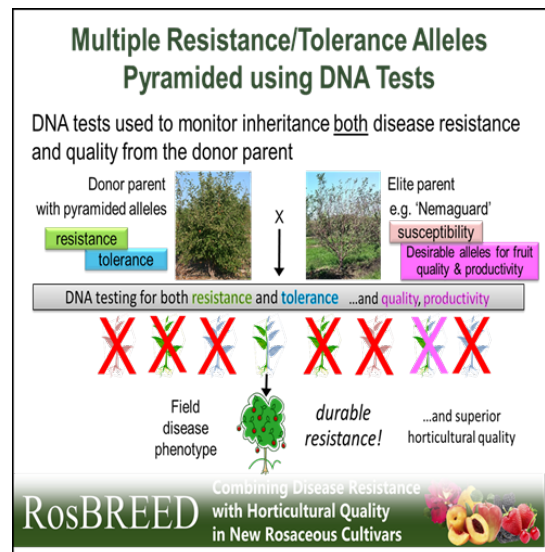 Multiple Resistance/Tolerance Alleles
Pyramided using DNA Tests
DNA tests used to monitor inheritance both disease resistance
and quality from the donor parent
Donor parent
with pyramided alleles
resistance
tolerance
X
Elite parent
e.g. ‘Nemaguard’
susceptibility
Desirable alleles for fruit
quality & productivity
DNA testing for both resistance and tolerance ...and quality, productivity
Field
disease
phenotype
durable
resistance!
...and superior
horticultural quality
RosBREED
Combining Disease Resistance
with Horticultural Quality
in New Rosaceous Cultivars